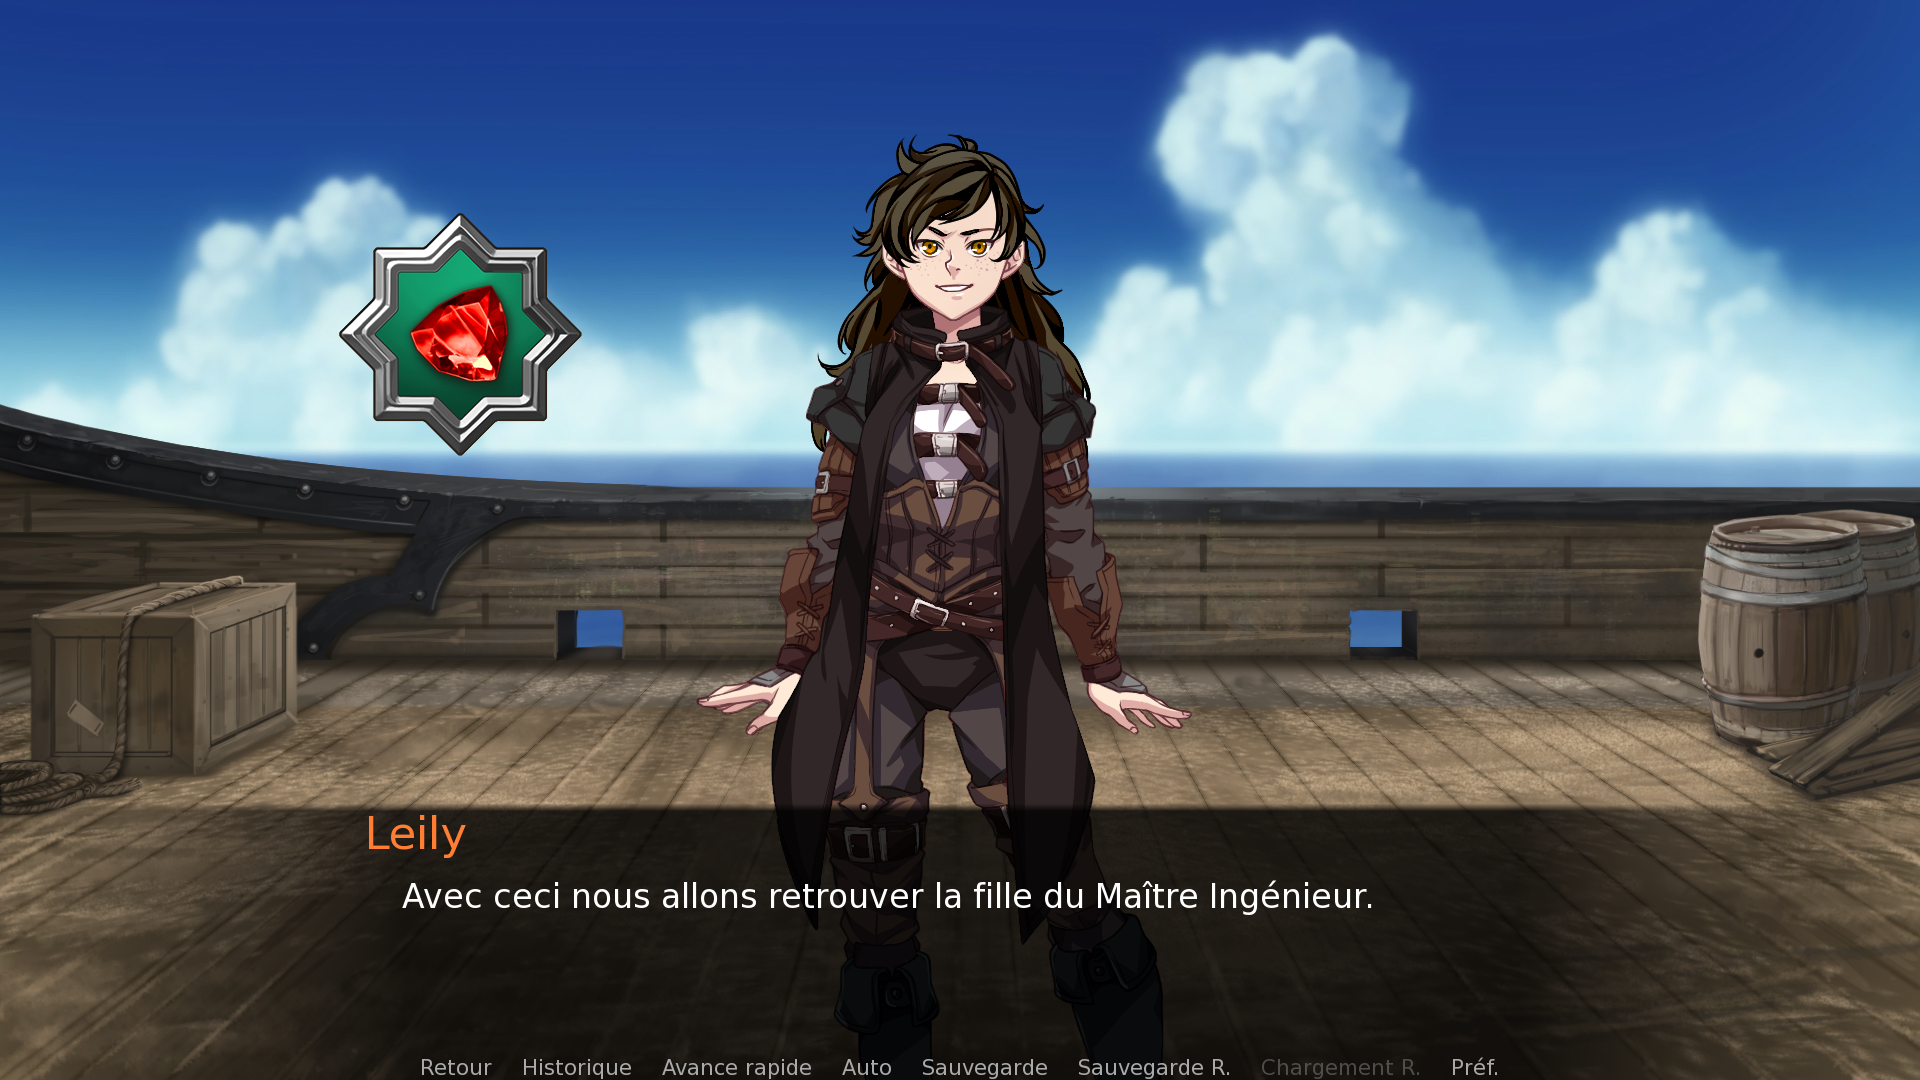 Leily
Avec ceci nous allons retrouver la fille du Maître Ingénieur.
Retour Historique Avance rapide Auto Sauvegarde Sauvegarde R. Chargement R. Préf.